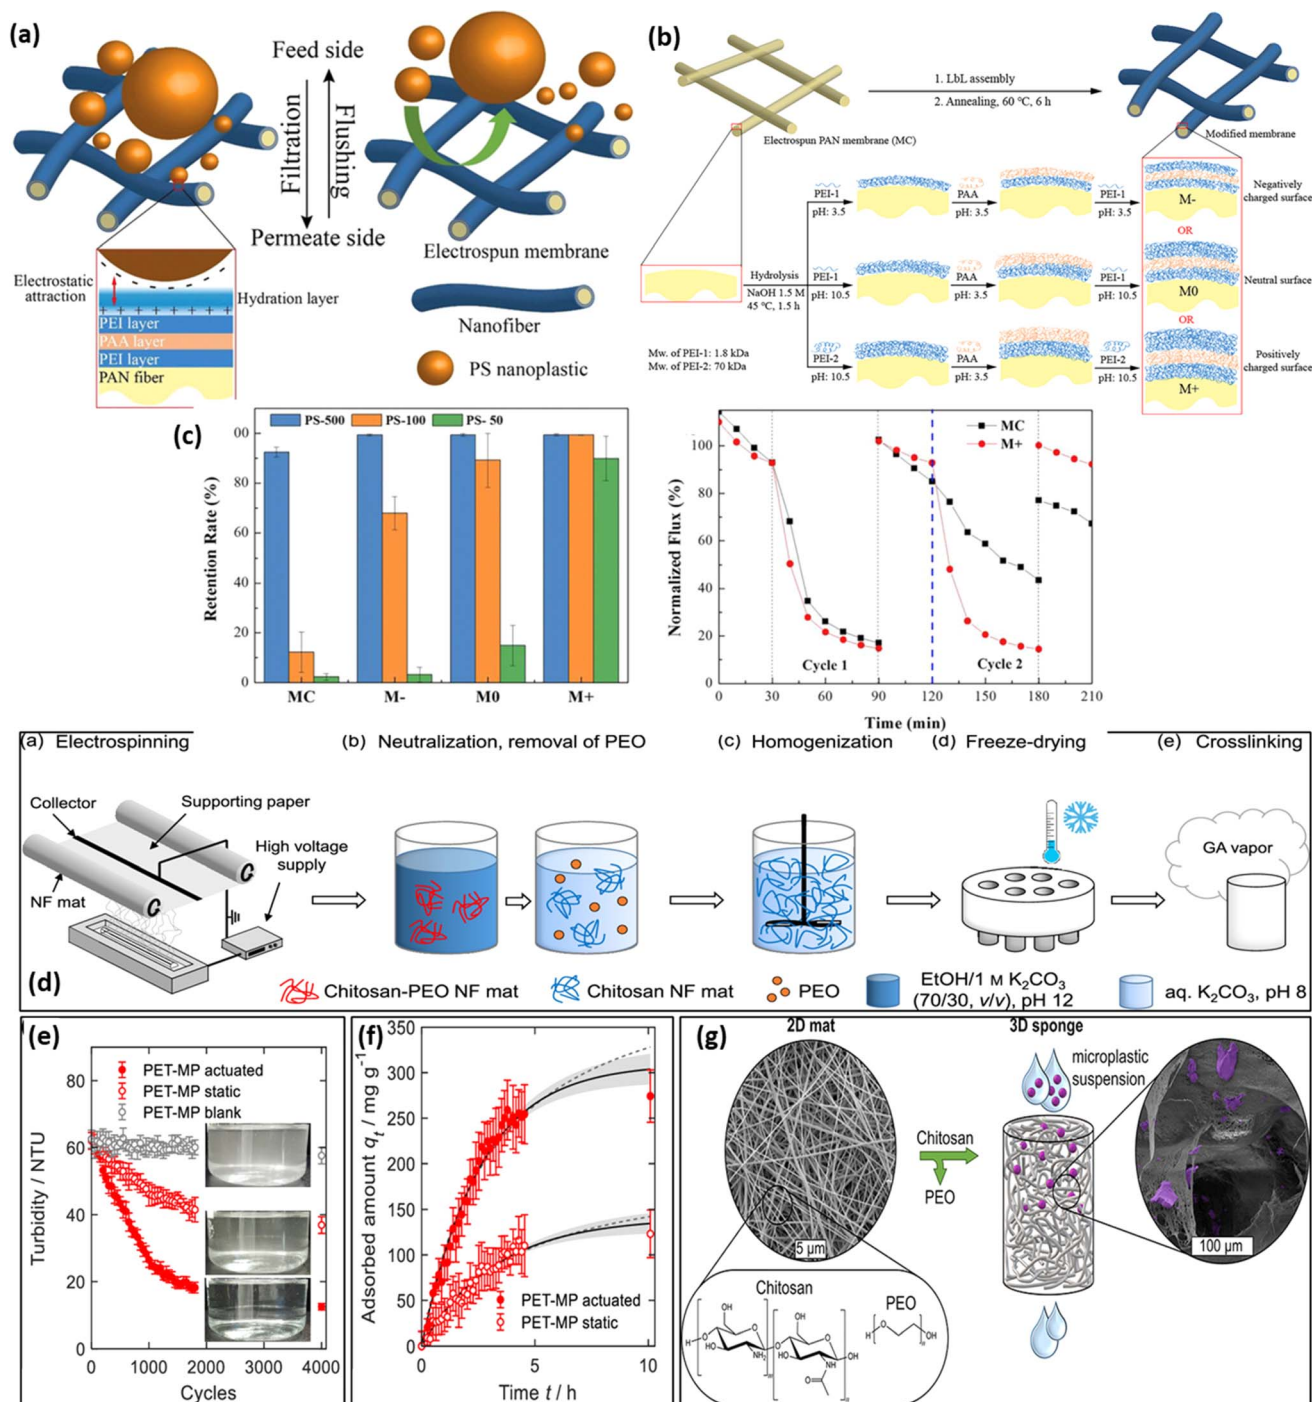 (a)
Feed side
Filtration
Flushing
Permeate side
Electrostatic
attraction
Hydration layer
PEI layer
PAA layer
PEI layer
PAN fiber
Electrospun membrane
Nanofiber
PS nanoplastic
(b)
1. LbL assembly
2. Annealing, 60 °C, 6 h
Electrospun PAN membrane (MC)
Modified membrane
PEI-1
pH: 3.5
PAA
pH: 3.5
PEI-1
pH: 3.5
M-
Negatively
charged surface
OR
Hydrolysis
NaOH 1.5 M
45 °C, 1.5 h
PEI-1
pH: 10.5
PAA
pH: 3.5
PEI-1
pH: 10.5
M0
Neutral surface
OR
Mw. of PEI-1: 1.8 kDa
Mw. of PEI-2: 70 kDa
PEI-2
pH: 10.5
PAA
pH: 3.5
PEI-2
pH: 10.5
M+
Positively
charged surface
(c)
PS-500 PS-100 PS- 50
Retention Rate (%)
00
80
60
40
20
0
MC M- M0 M+
MC
M+
Normalized Flux (%)
100
80
60
40
20
0
Cycle 1
Cycle 2
0 30 60 90 120 150 180 210
Time (min)
(a) Electrospinning
(b) Neutralization, removal of PEO
(c) Homogenization
(d) Freeze-drying
(e) Crosslinking
Collector
Supporting paper
High voltage
supply
NF mat
GA vapor
(d)
Chitosan-PEO NF mat
Chitosan NF mat
PEO
EtOH/1 M K₂CO₃
(70/30, v/v), pH 12
aq. K₂CO₃, pH 8
(e)
PET-MP actuated
PET-MP static
PET-MP blank
Turbidity / NTU
80
60
40
20
0
0 1000 2000 3000 4000
Cycles
(f)
Adsorbed amount qt / mg g⁻¹
350
300
250
200
150
100
50
0
PET-MP actuated
PET-MP static
0 5 10
Time t / h
(g)
2D mat
5 µm
Chitosan
PEO
3D sponge
microplastic
suspension
100 µm
Chitosan
PEO
OH
OH
H
O
O
HO
NH₂
m
O
O
HO
OH
H
NH
O
n
H
O
OH
n